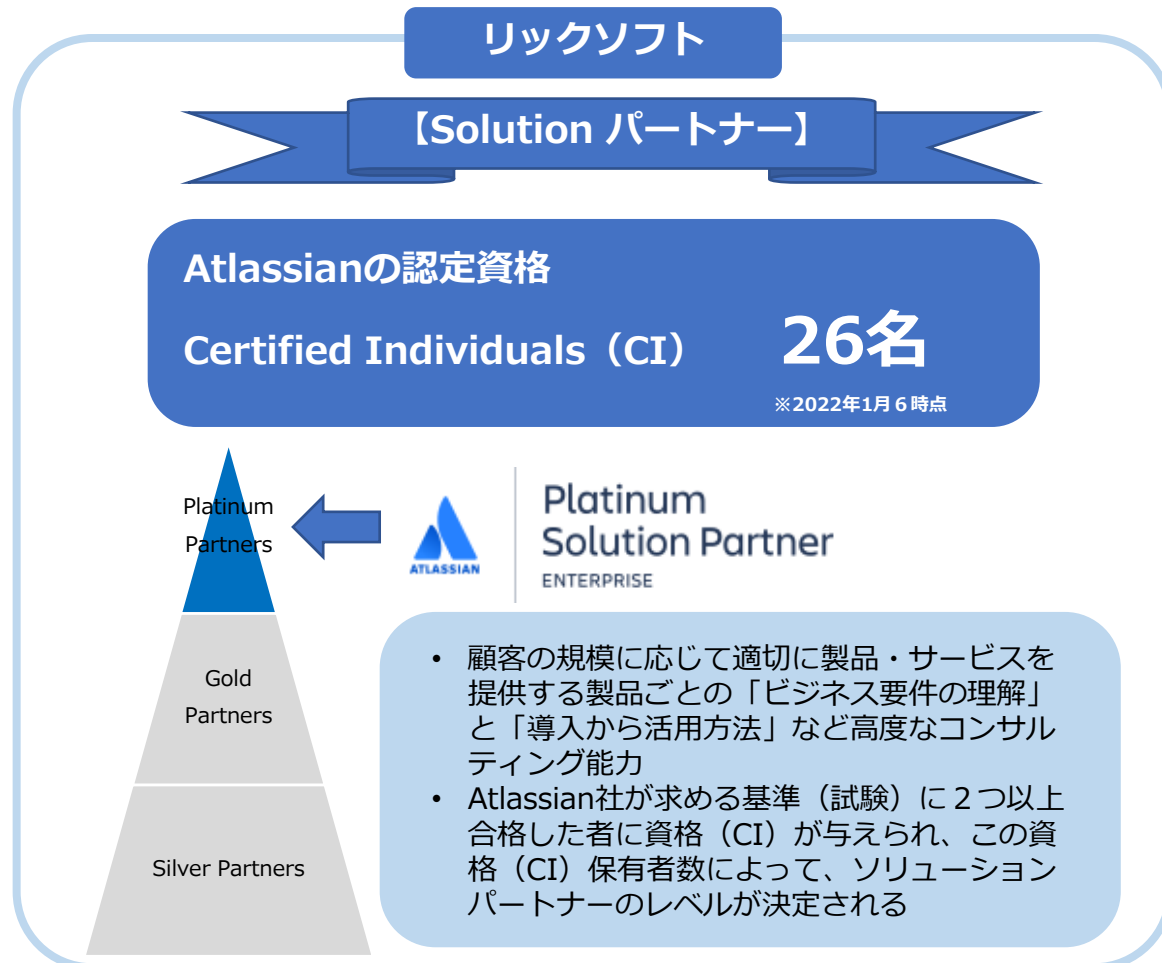 リックソフト
【Solution パートナー】
Atlassianの認定資格
Certified Individuals（CI） 26名
※2022年1月６時点
Platinum
Partners
ATLASSIAN
Platinum
Solution Partner
ENTERPRISE
Gold
Partners
Silver Partners
• 顧客の規模に応じて適切に製品・サービスを
提供する製品ごとの「ビジネス要件の理解」
と「導入から活用方法」など高度なコンサル
ティング能力
• Atlassian社が求める基準（試験）に２つ以上
合格した者に資格（CI）が与えられ、この資
格（CI）保有者数によって、ソリューション
パートナーのレベルが決定される